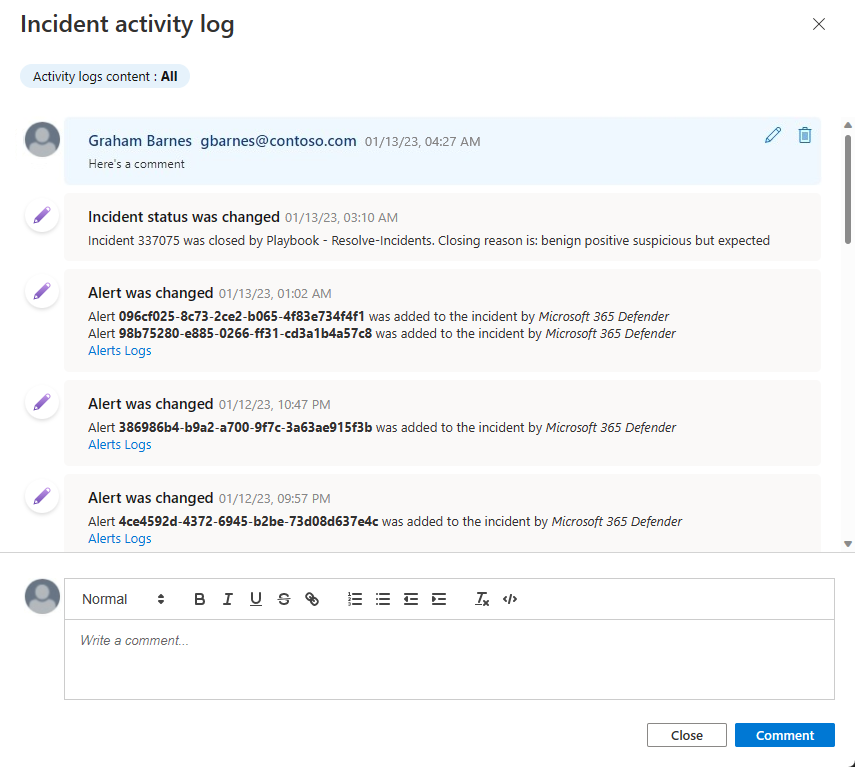 Incident activity log
Activity logs content : All
Graham Barnes gbarnes@contoso.com 01/13/23, 04:27 AM
Here's a comment
Incident status was changed 01/13/23, 03:10 AM
Incident 337075 was closed by Playbook - Resolve-Incidents. Closing reason is: benign positive suspicious but expected
Alert was changed 01/13/23, 01:02 AM
Alert 096cf025-8c73-2ce2-b065-4f83e734f4f1 was added to the incident by Microsoft 365 Defender
Alert 98b75280-e885-0266-ff31-cd3a1b4a57c8 was added to the incident by Microsoft 365 Defender
Alerts Logs
Alert was changed 01/12/23, 10:47 PM
Alert 386986b4-b9a2-a700-9f7c-3a63ae915f3b was added to the incident by Microsoft 365 Defender
Alerts Logs
Alert was changed 01/12/23, 09:57 PM
Alert 4ce4592d-4372-6945-b2be-73d08d637e4c was added to the incident by Microsoft 365 Defender
Alerts Logs
Normal B I U S
Write a comment...
Close Comment